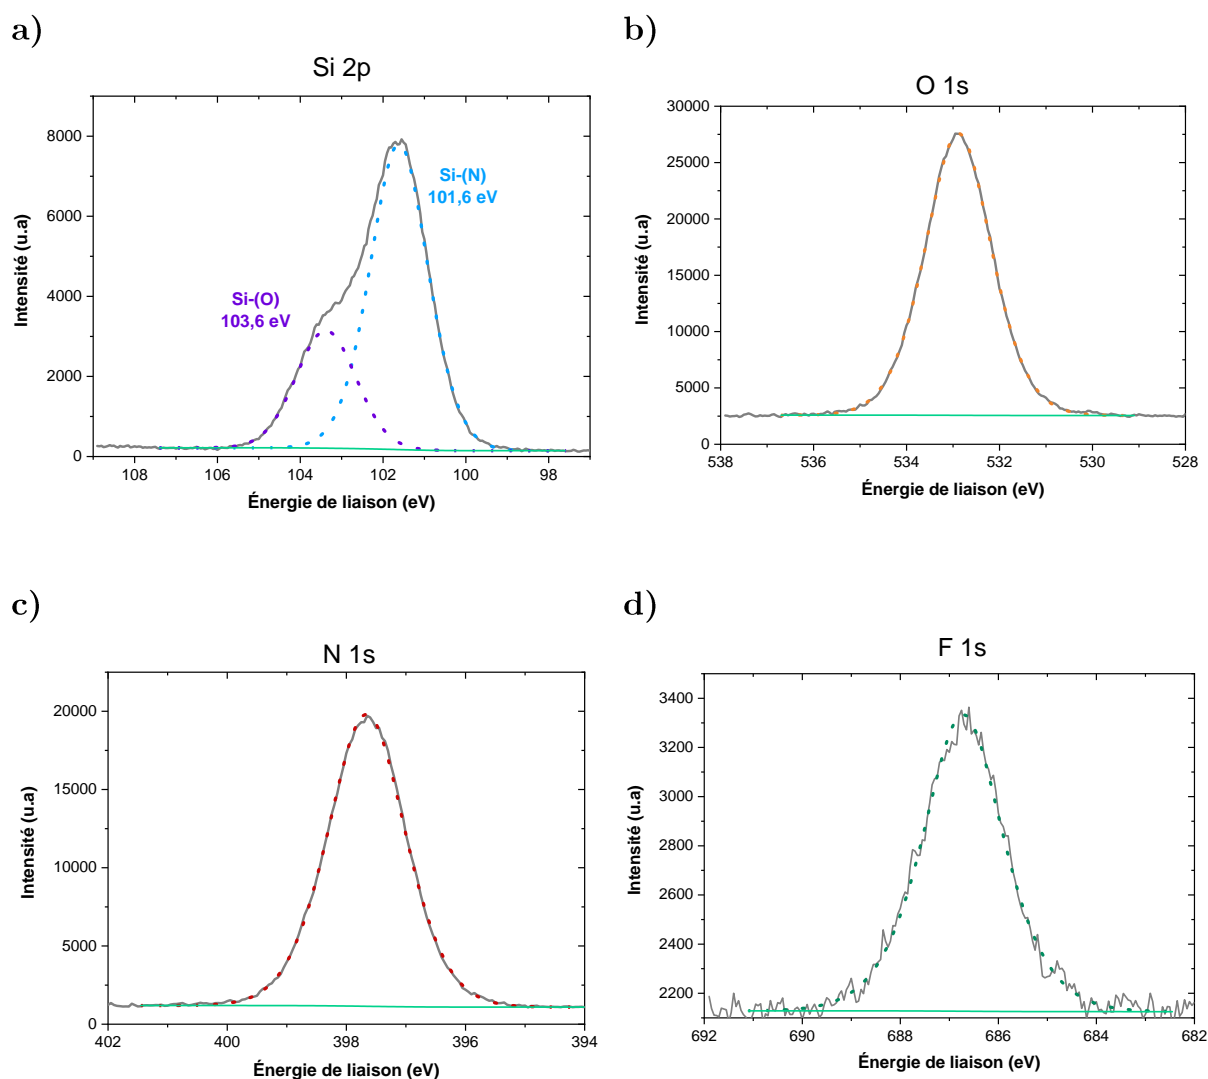 a)
Si 2p
Intensité (u.a)
8000
6000
4000
2000
0
Si-(N)
101,6 eV
Si-(O)
103,6 eV
108 106 104 102 100 98
Énergie de liaison (eV)
b)
O 1s
Intensité (u.a)
30000
25000
20000
15000
10000
5000
0
538 536 534 532 530 528
Énergie de liaison (eV)
c)
N 1s
Intensité (u.a)
20000
15000
10000
5000
0
402 400 398 396 394
Énergie de liaison (eV)
d)
F 1s
Intensité (u.a)
3400
3200
3000
2800
2600
2400
2200
692 690 688 686 684 682
Énergie de liaison (eV)